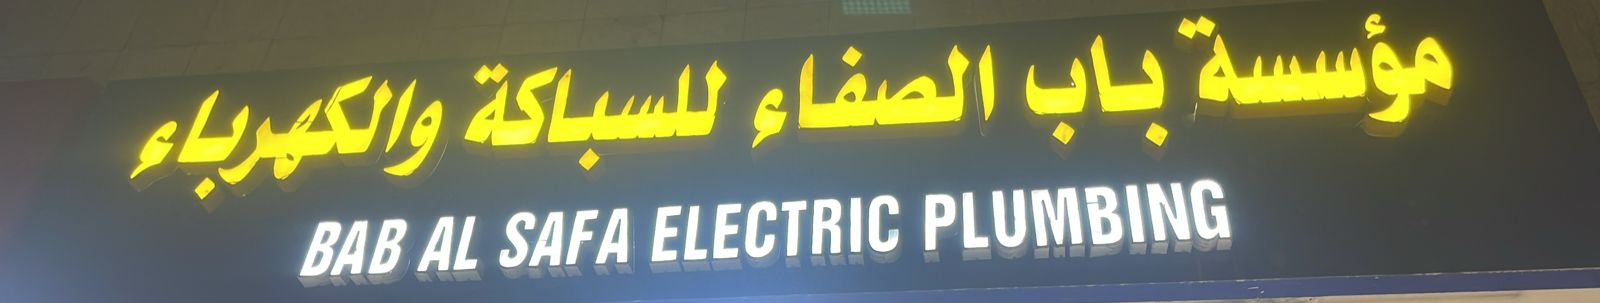 مؤسسة باب الصفاء للسباكة والكهرباء
BAB AL SAFA ELECTRIC PLUMBING